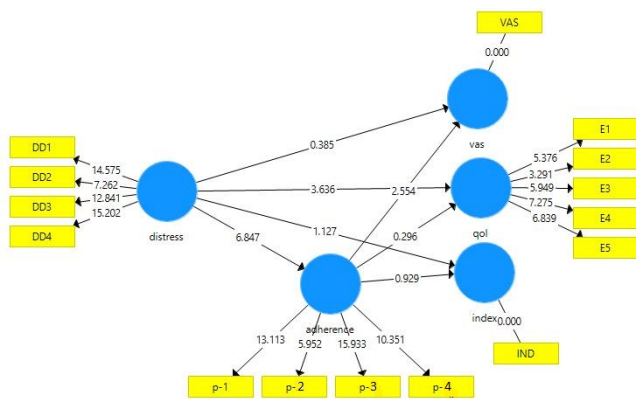 VAS
0.000
E1
DD1
5.376
E2
14.575
0.385
vas
3.291
DD2
7.262
5.949
E3
12.841
3.636
2.554
7.275
DD3
E4
15.202
6.839
DD4
1.127
0.296
qol
E5
distress
6.847
0.929
adherence
index
0.000
13.113
5.952
15.933
10.351
IND
p-1
p-2
p-3
p-4